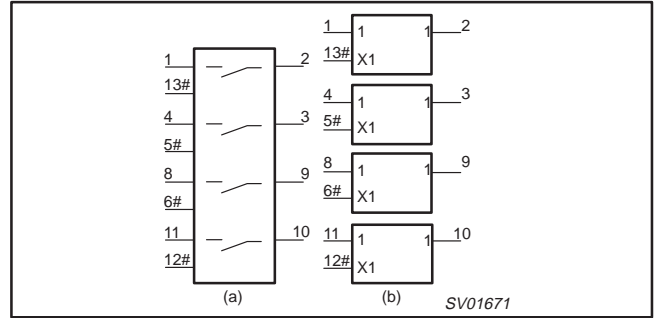 1 2
13#
4 3
5#
8 9
6#
11 10
12#
(a)
1 1 1 2
13# X1
4 1 1 3
5# X1
8 1 1 9
6# X1
11 1 1 10
12# X1
(b)
SV01671